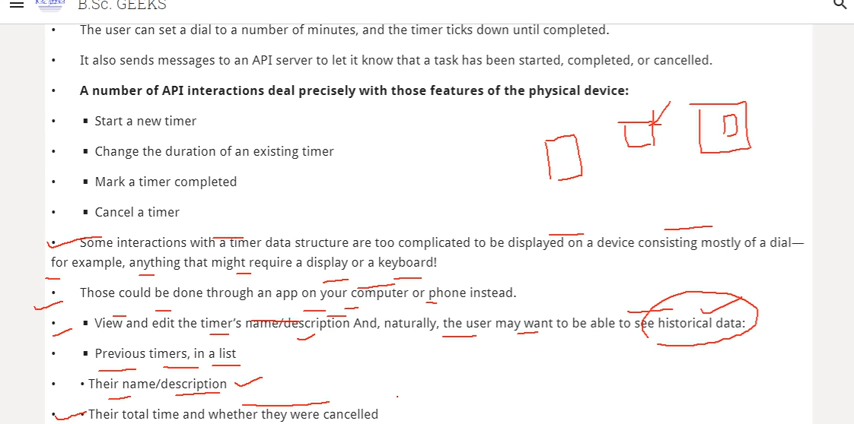 B.Sc. GEEKS
• The user can set a dial to a number of minutes, and the timer ticks down until completed.
• It also sends messages to an API server to let it know that a task has been started, completed, or cancelled.
• A number of API interactions deal precisely with those features of the physical device:
• ▪ Start a new timer
• ▪ Change the duration of an existing timer
• ▪ Mark a timer completed
• ▪ Cancel a timer
• Some interactions with a timer data structure are too complicated to be displayed on a device consisting mostly of a dial—
for example, anything that might require a display or a keyboard!
• Those could be done through an app on your computer or phone instead.
• ▪ View and edit the timer's name/description And, naturally, the user may want to be able to see historical data:
• ▪ Previous timers, in a list
• • Their name/description
• • Their total time and whether they were cancelled